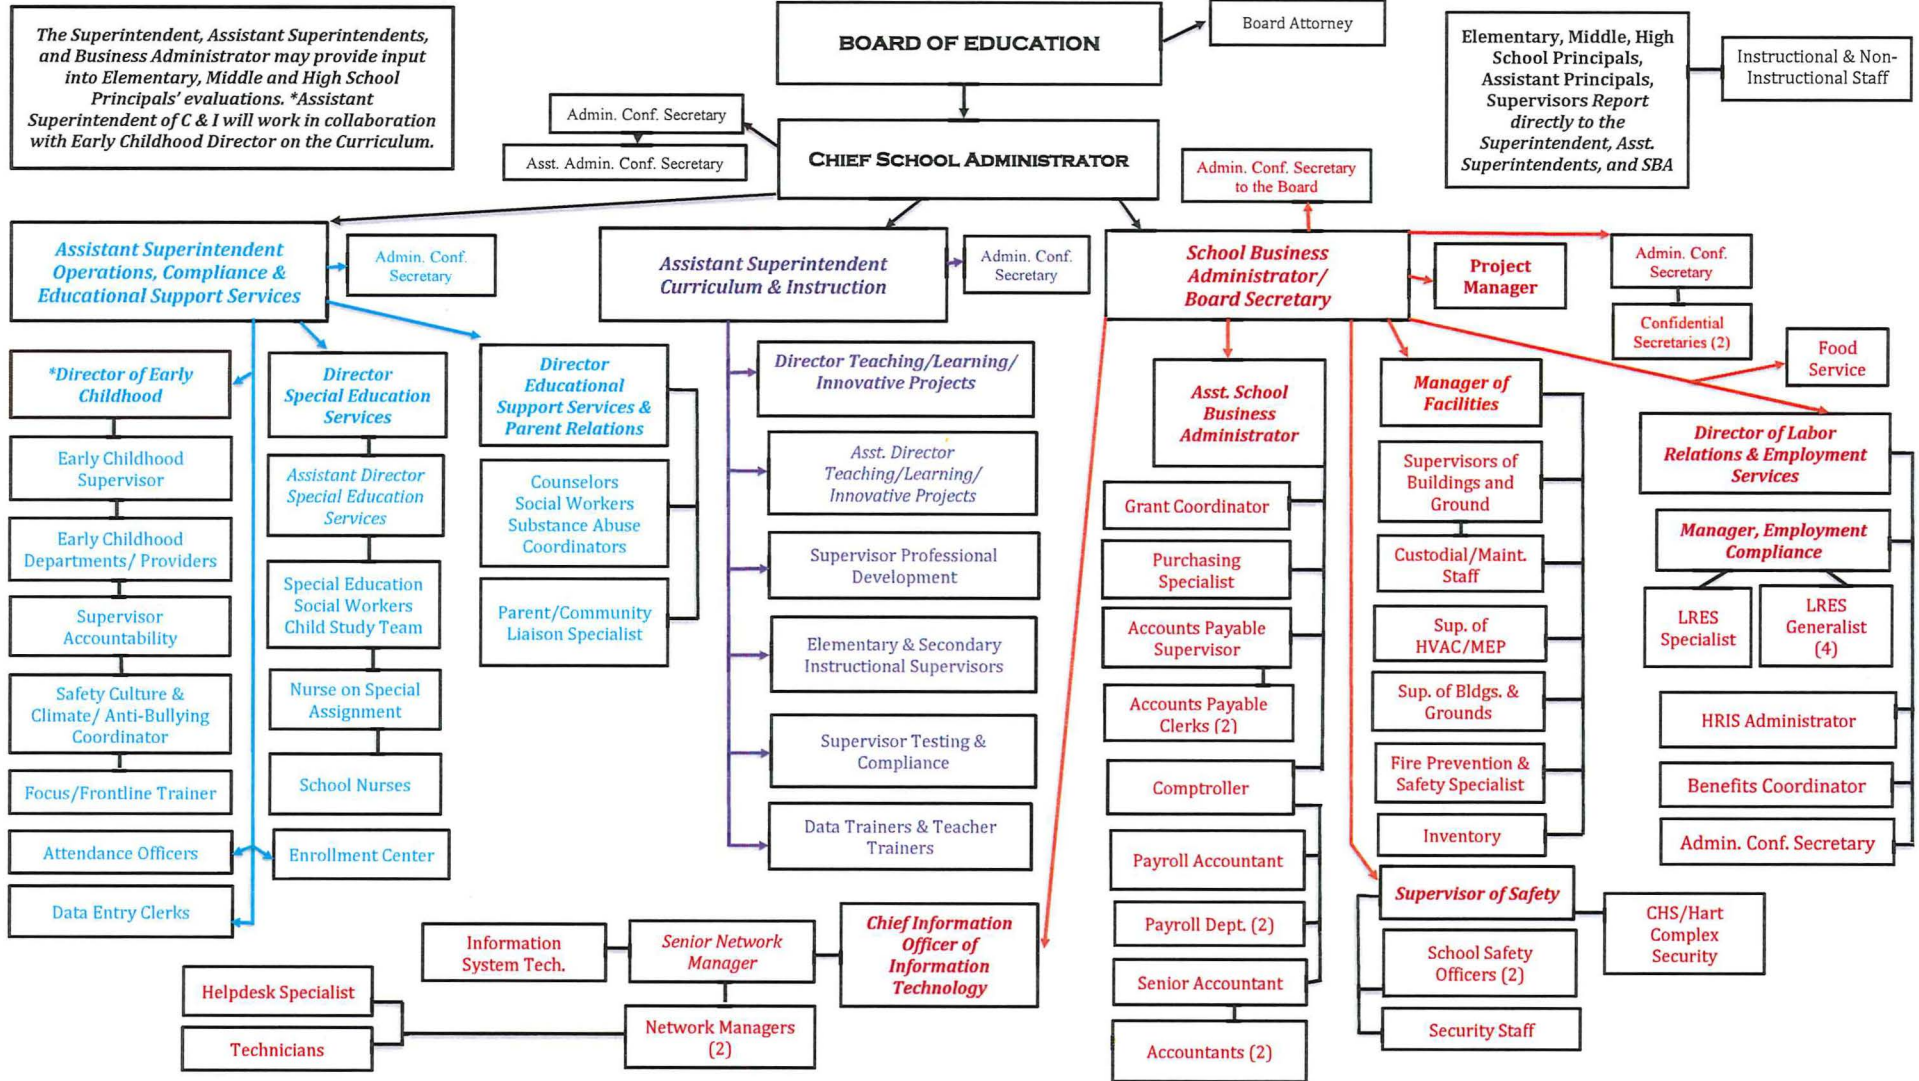 The Superintendent, Assistant Superintendents,
and Business Administrator may provide input
into Elementary, Middle and High School
Principals' evaluations. *Assistant
Superintendent of C & I will work in collaboration
with Early Childhood Director on the Curriculum.
BOARD OF EDUCATION
Board Attorney
Elementary, Middle, High
School Principals,
Assistant Principals,
Supervisors Report
directly to the
Superintendent, Asst.
Superintendents, and SBA
Instructional & Non-
Instructional Staff
Admin. Conf. Secretary
Asst. Admin. Conf. Secretary
CHIEF SCHOOL ADMINISTRATOR
Admin. Conf. Secretary
to the Board
Assistant Superintendent
Operations, Compliance &
Educational Support Services
Admin. Conf.
Secretary
Assistant Superintendent
Curriculum & Instruction
Admin. Conf.
Secretary
School Business
Administrator/
Board Secretary
Project
Manager
Admin. Conf.
Secretary
Confidential
Secretaries (2)
Food
Service
*Director of Early
Childhood
Early Childhood
Supervisor
Early Childhood
Departments/ Providers
Supervisor
Accountability
Safety Culture &
Climate/ Anti-Bullying
Coordinator
Focus/Frontline Trainer
Attendance Officers
Data Entry Clerks
Director
Special Education
Services
Assistant Director
Special Education
Services
Special Education
Social Workers
Child Study Team
Nurse on Special
Assignment
School Nurses
Enrollment Center
Director
Educational
Support Services &
Parent Relations
Counselors
Social Workers
Substance Abuse
Coordinators
Parent/Community
Liaison Specialist
Director Teaching/Learning/
Innovative Projects
Asst. Director
Teaching/Learning/
Innovative Projects
Supervisor Professional
Development
Elementary & Secondary
Instructional Supervisors
Supervisor Testing &
Compliance
Data Trainers & Teacher
Trainers
Asst. School
Business
Administrator
Grant Coordinator
Purchasing
Specialist
Accounts Payable
Supervisor
Accounts Payable
Clerks (2)
Comptroller
Payroll Accountant
Payroll Dept. (2)
Senior Accountant
Accountants (2)
Manager of
Facilities
Supervisors of
Buildings and
Ground
Custodial/Maint.
Staff
Sup. of
HVAC/MEP
Sup. of Bldgs. &
Grounds
Fire Prevention &
Safety Specialist
Inventory
Supervisor of Safety
CHS/Hart
Complex
Security
School Safety
Officers (2)
Security Staff
Director of Labor
Relations & Employment
Services
Manager, Employment
Compliance
LRES
Specialist
LRES
Generalist
(4)
HRIS Administrator
Benefits Coordinator
Admin. Conf. Secretary
Chief Information
Officer of
Information
Technology
Senior Network
Manager
Information
System Tech.
Network Managers
(2)
Helpdesk Specialist
Technicians